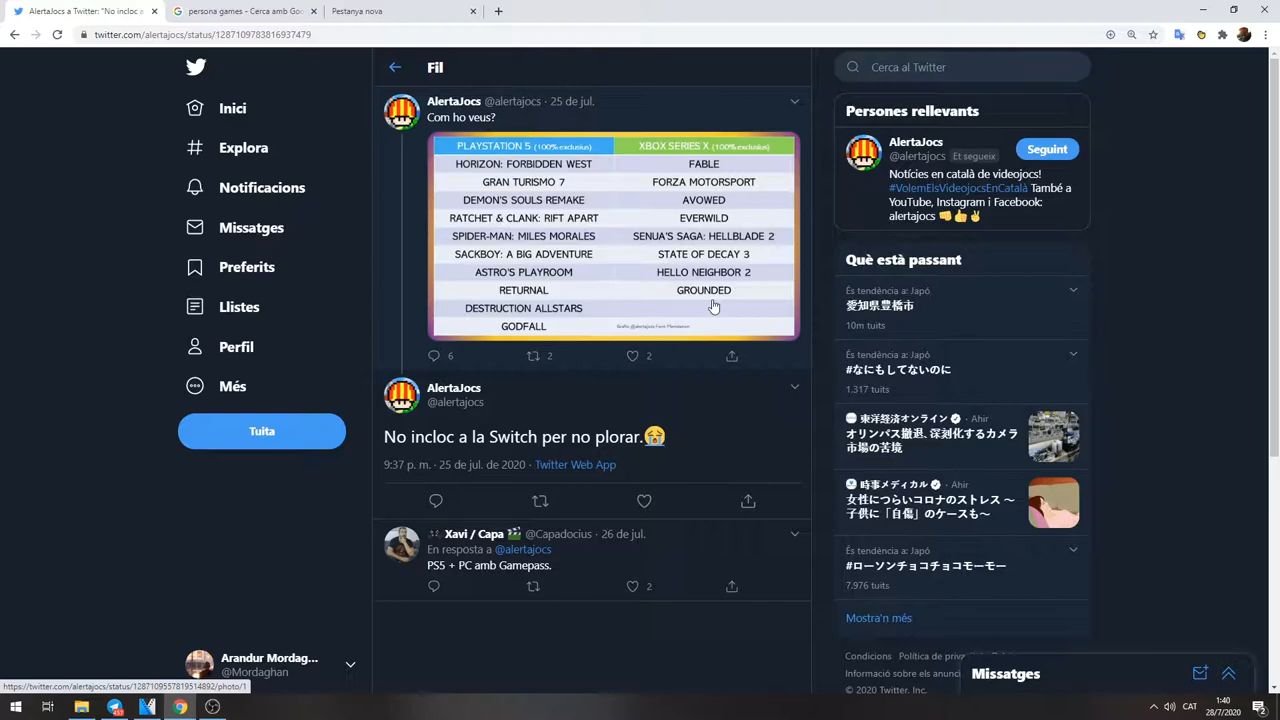 AlertaJocs a Twitter: "No incloc a
persona games - Cerca amb Goo
Pestanya nova
twitter.com/alertajocs/status/1287109783816937479
Inici
Explora
Notificacions
Missatges
Preferits
Llistes
Perfil
Més
Tuita
Arandur Mordag...
@Mordaghan
Fil
AlertaJocs @alertajocs · 25 de jul.
Com ho veus?
PLAYSTATION 5 (100% exclusius) XBOX SERIES X (100% exclusius)
HORIZON: FORBIDDEN WEST FABLE
GRAN TURISMO 7 FORZA MOTORSPORT
DEMON'S SOULS REMAKE AVOWED
RATCHET & CLANK: RIFT APART EVERWILD
SPIDER-MAN: MILES MORALES SENUA'S SAGA: HELLBLADE 2
SACKBOY: A BIG ADVENTURE STATE OF DECAY 3
ASTRO'S PLAYROOM HELLO NEIGHBOR 2
RETURNAL GROUNDED
DESTRUCTION ALLSTARS
GODFALL
6 2 2
AlertaJocs
@alertajocs
No incloc a la Switch per no plorar.😭
9:37 p. m. · 25 de jul. de 2020 · Twitter Web App
Xavi / Capa 🎬 @Capadocius · 26 de jul.
En resposta a @alertajocs
PS5 + PC amb Gamepass.
2
Cerca al Twitter
Persones rellevants
AlertaJocs
@alertajocs Et segueix
Seguint
Notícies en català de videojocs!
#VolemElsVideojocsEnCatalà També a
YouTube, Instagram i Facebook:
alertajocs 👊👍✌
Què està passant
És tendència a: Japó
愛知県豊橋市
10m tuits
És tendència a: Japó
#なにもしてないのに
1.317 tuits
東洋経済オンライン · Ahir
オリンパス撤退、深刻化するカメラ
市場の苦境
時事メディカル · Ahir
女性につらいコロナのストレス ～
子供に「自傷」のケースも～
És tendència a: Japó
#ローソンチョコチョコモーモー
7.976 tuits
Mostra'n més
Condicions Política de priva
Informació sobre els anunci
© 2020 Twitter, Inc.
Missatges
https://twitter.com/alertajocs/status/1287109557819514892/photo/1
457
CAT
1:40
28/7/2020
2